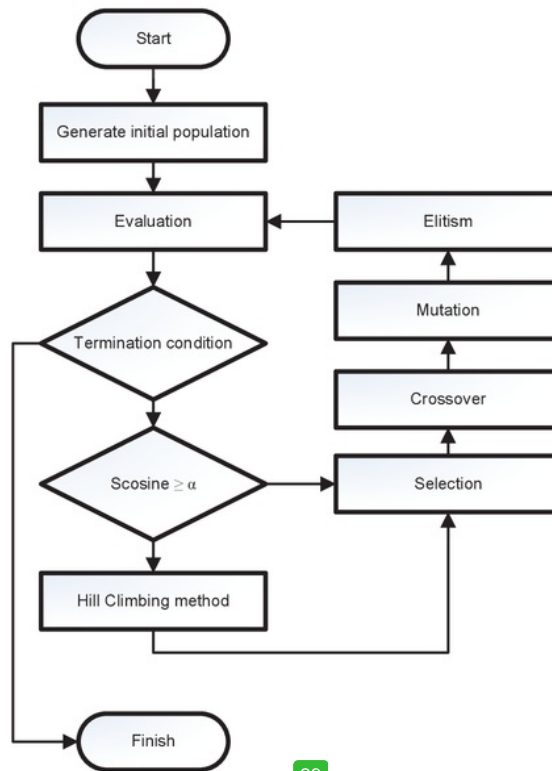 Start
Generate initial population
Evaluation
Elitism
Termination condition
Mutation
Crossover
Scosine ≥ α
Selection
Hill Climbing method
Finish